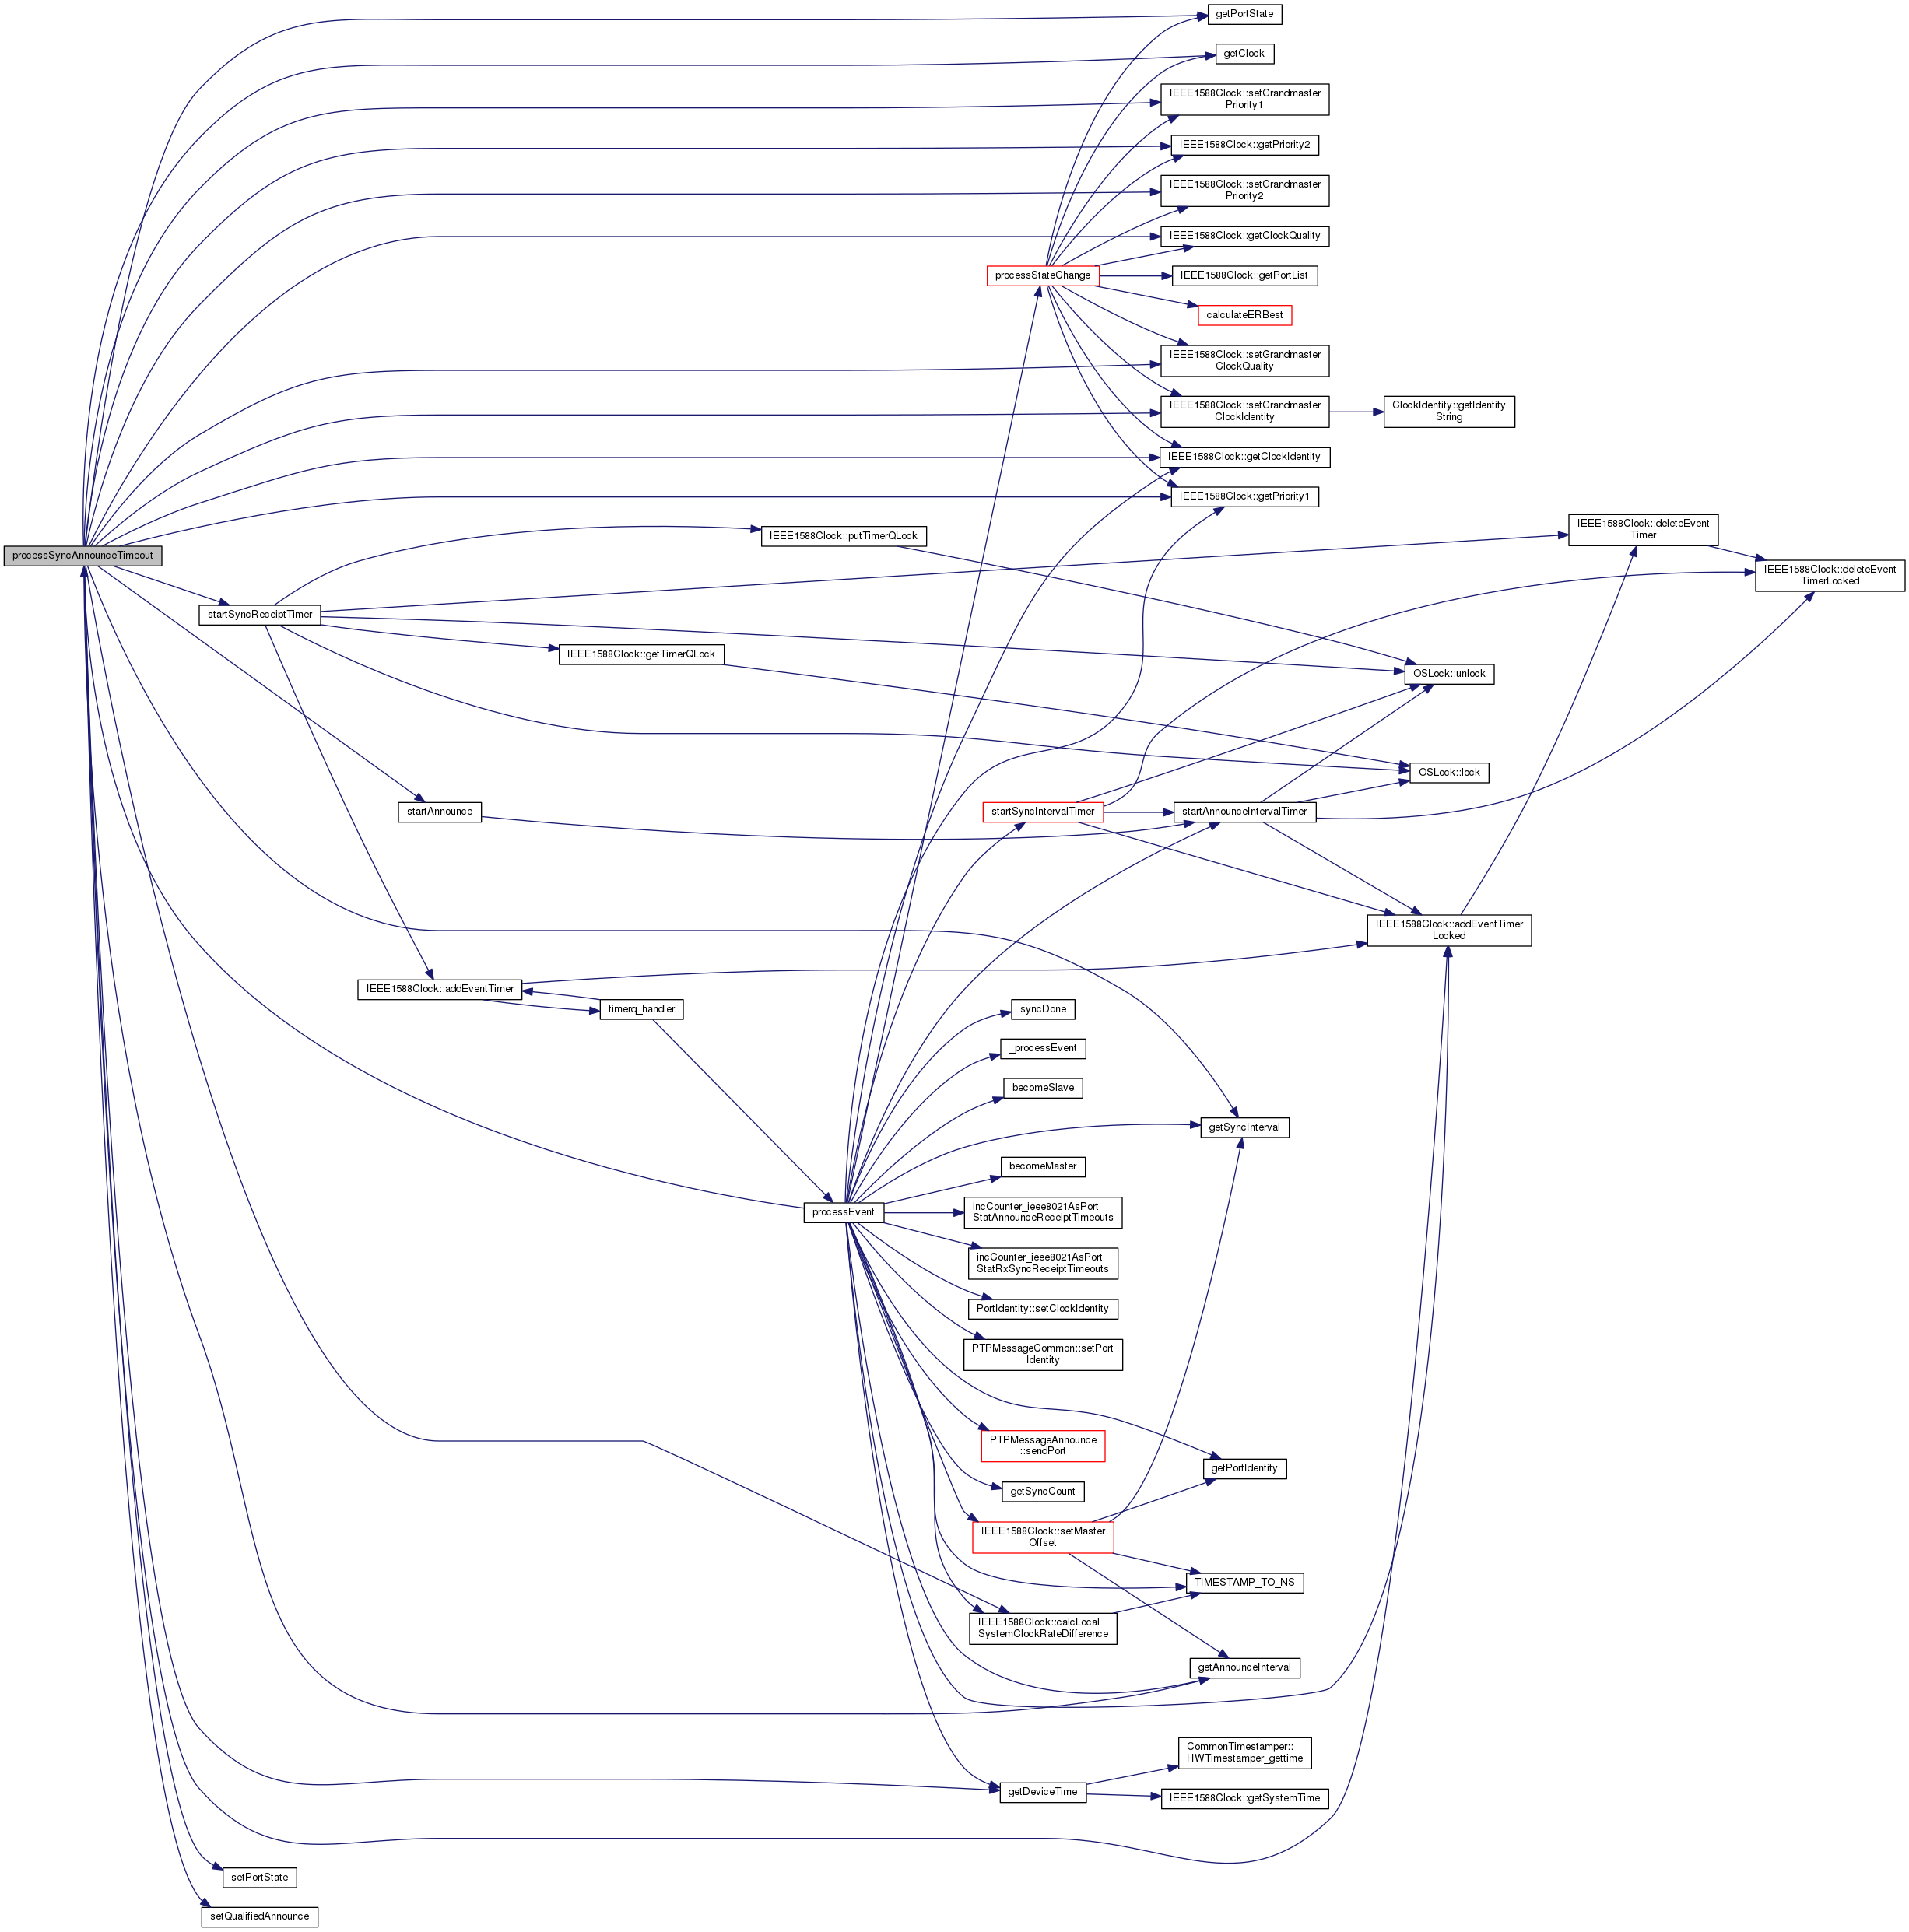 getPortState
getClock
IEEE1588Clock::setGrandmaster
Priority1
IEEE1588Clock::getPriority2
IEEE1588Clock::setGrandmaster
Priority2
IEEE1588Clock::getClockQuality
processStateChange
IEEE1588Clock::getPortList
calculateERBest
IEEE1588Clock::setGrandmaster
ClockQuality
IEEE1588Clock::setGrandmaster
ClockIdentity
ClockIdentity::getIdentity
String
IEEE1588Clock::getClockIdentity
IEEE1588Clock::getPriority1
IEEE1588Clock::putTimerQLock
IEEE1588Clock::deleteEvent
Timer
processSyncAnnounceTimeout
IEEE1588Clock::deleteEvent
TimerLocked
startSyncReceiptTimer
IEEE1588Clock::getTimerQLock
OSLock::unlock
OSLock::lock
startAnnounce
startSyncIntervalTimer
startAnnounceIntervalTimer
IEEE1588Clock::addEventTimer
Locked
IEEE1588Clock::addEventTimer
timerq_handler
syncDone
_processEvent
becomeSlave
getSyncInterval
becomeMaster
processEvent
incCounter_ieee8021AsPort
StatAnnounceReceiptTimeouts
incCounter_ieee8021AsPort
StatRxSyncReceiptTimeouts
PortIdentity::setClockIdentity
PTPMessageCommon::setPort
Identity
PTPMessageAnnounce
::sendPort
getPortIdentity
getSyncCount
IEEE1588Clock::setMaster
Offset
TIMESTAMP_TO_NS
IEEE1588Clock::calcLocal
SystemClockRateDifference
getAnnounceInterval
CommonTimestamper::
HWTimestamper_gettime
getDeviceTime
IEEE1588Clock::getSystemTime
setPortState
setQualifiedAnnounce